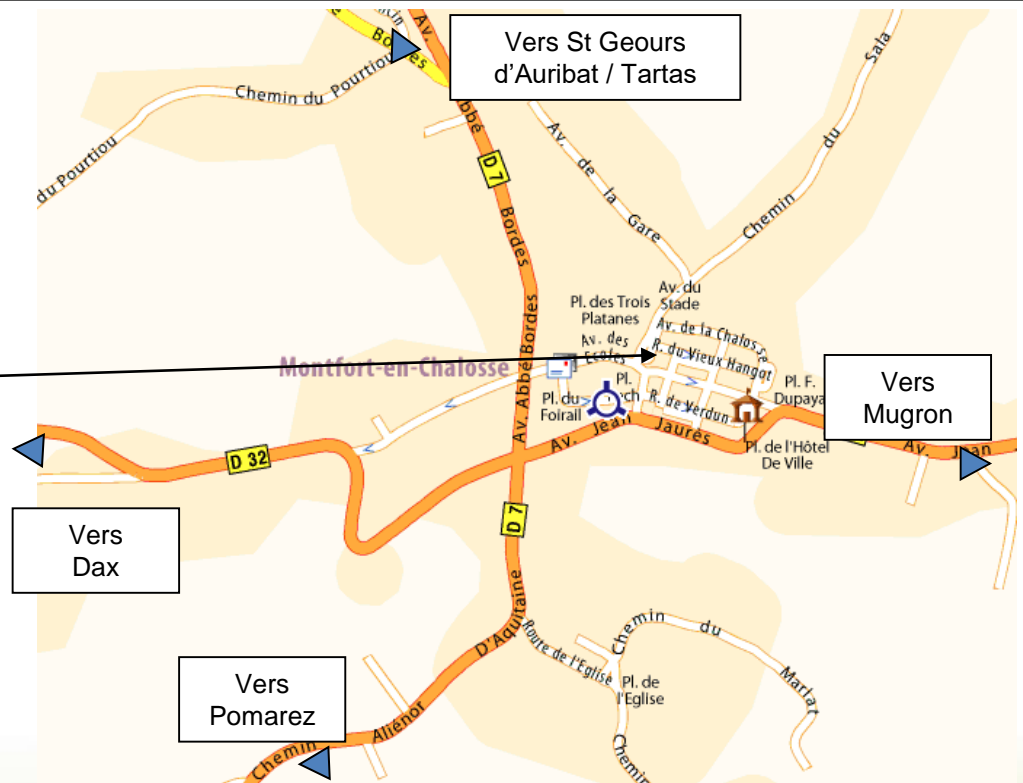 Vers St Geours
d'Auribat / Tartas
Av.
Bordes
Abbé
Chemin du Pourtiou
du Pourtiou
D 7
Bordes
Av. de la Gare
Chemin du Sala
Av. du
Stade
Pl. des Trois
Platanes
Av. de la Chalosse
Av. des
Ecoles
R. du Vieux Hangot
Montfort-en-Chalosse
Av. Abbé Bordes
Pl. du
Foirail
Pl.
R. de Verdun
Pl. F.
Dupaya
Vers
Mugron
Av. Jean Jaurès
Pl. de l'Hôtel
De Ville
Av. Jean
D 32
D 7
Vers
Dax
D'Aquitaine
Route de l'Eglise
Chemin du Marlat
Pl. de
l'Eglise
Vers
Pomarez
Chemin Aliénor
Chemin